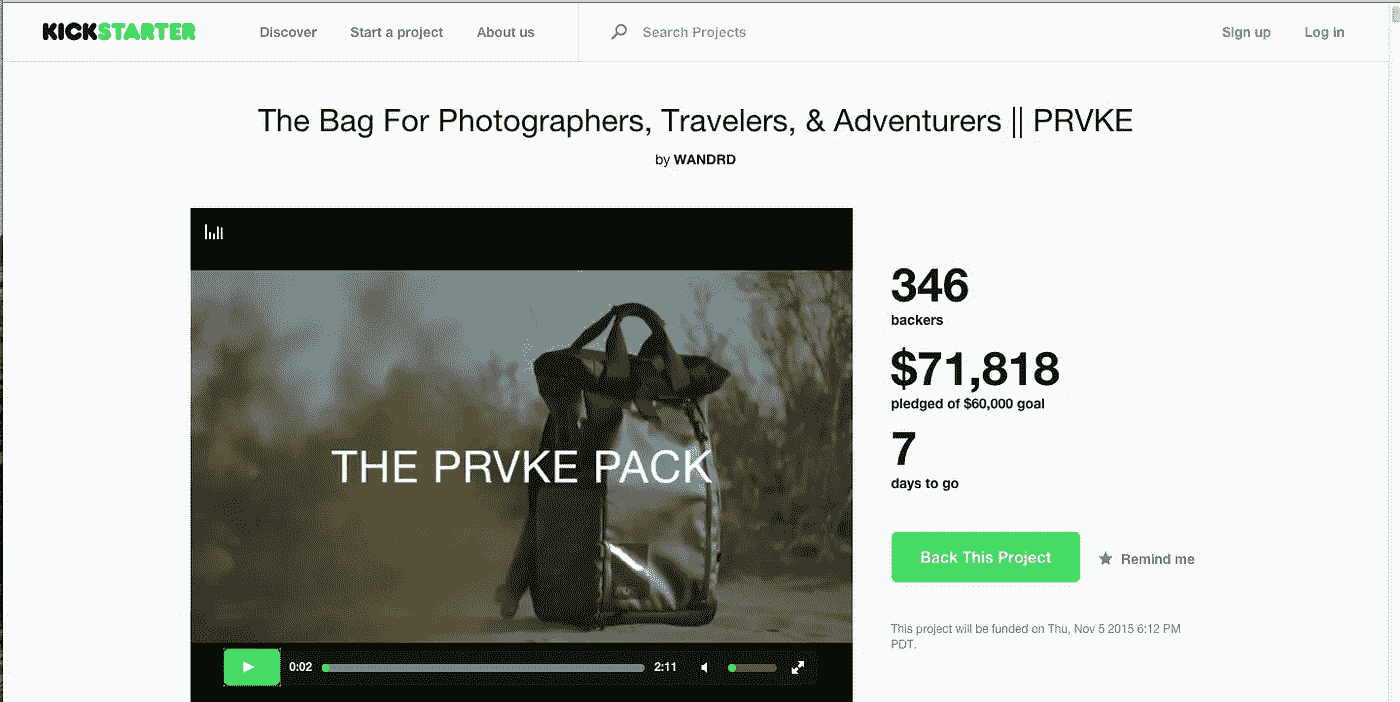 KICKSTARTER
Discover
Start a project
About us
Search Projects
Sign up
Log in
The Bag For Photographers, Travelers, & Adventurers || PRVKE
by WANDRD
THE PRVKE PACK
0:02
2:11
346
backers
$71,818
pledged of $60,000 goal
7
days to go
Back This Project
Remind me
This project will be funded on Thu, Nov 5 2015 6:12 PM
PDT.